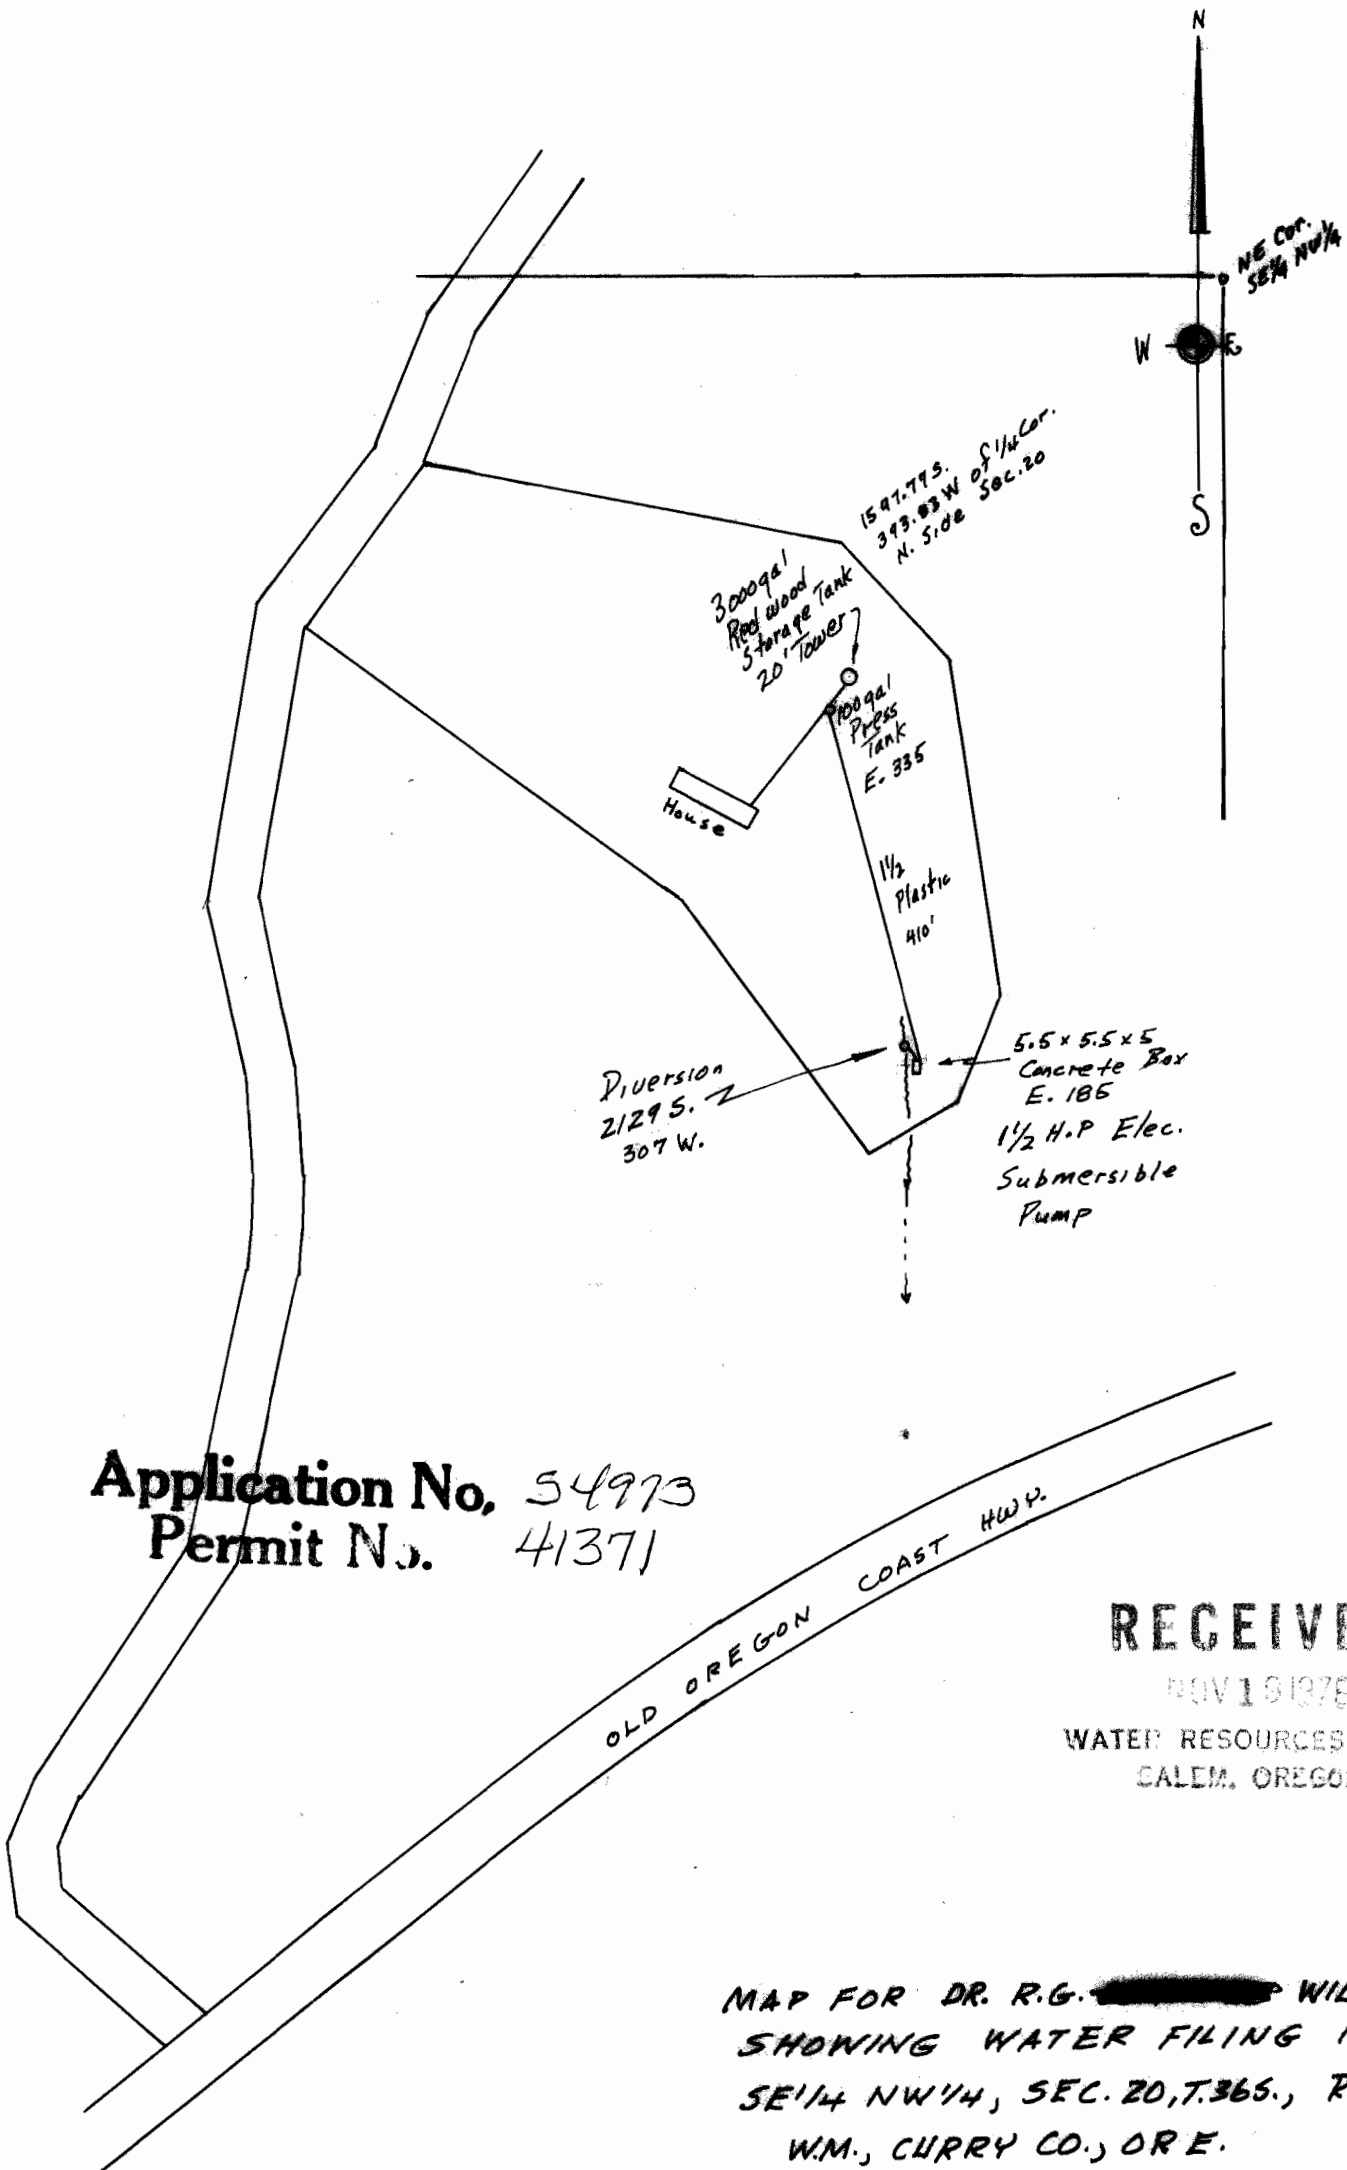 N
NE Cor.
SE¼ NW¼
W E
S
1597.79 S.
393.83 W of ¼ Cor.
N. Side Sec. 20
3000 gal
Redwood
Storage Tank
20' Tower
100 gal
Press
Tank
E. 335
House
1½
Plastic
410'
Diversion
2129 S.
307 W.
5.5 x 5.5 x 5
Concrete Box
E. 185
1½ H.P Elec.
Submersible
Pump
Application No. 54973
Permit No. 41371
OLD OREGON COAST HWY.
RECEIVE
NOV
WATER RESOURCES
SALEM, OREGON
MAP FOR DR. R.G. WIL
SHOWING WATER FILING
SE1/4 NW1/4, SEC. 20, T.36S., R
W.M., CURRY CO., ORE.